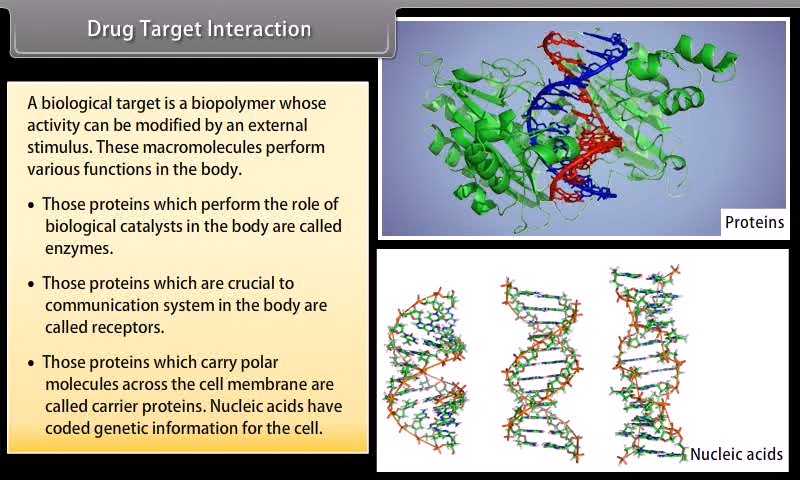 Drug Target Interaction
A biological target is a biopolymer whose
activity can be modified by an external
stimulus. These macromolecules perform
various functions in the body.
• Those proteins which perform the role of
biological catalysts in the body are called
enzymes.
• Those proteins which are crucial to
communication system in the body are
called receptors.
• Those proteins which carry polar
molecules across the cell membrane are
called carrier proteins. Nucleic acids have
coded genetic information for the cell.
Proteins
Nucleic acids